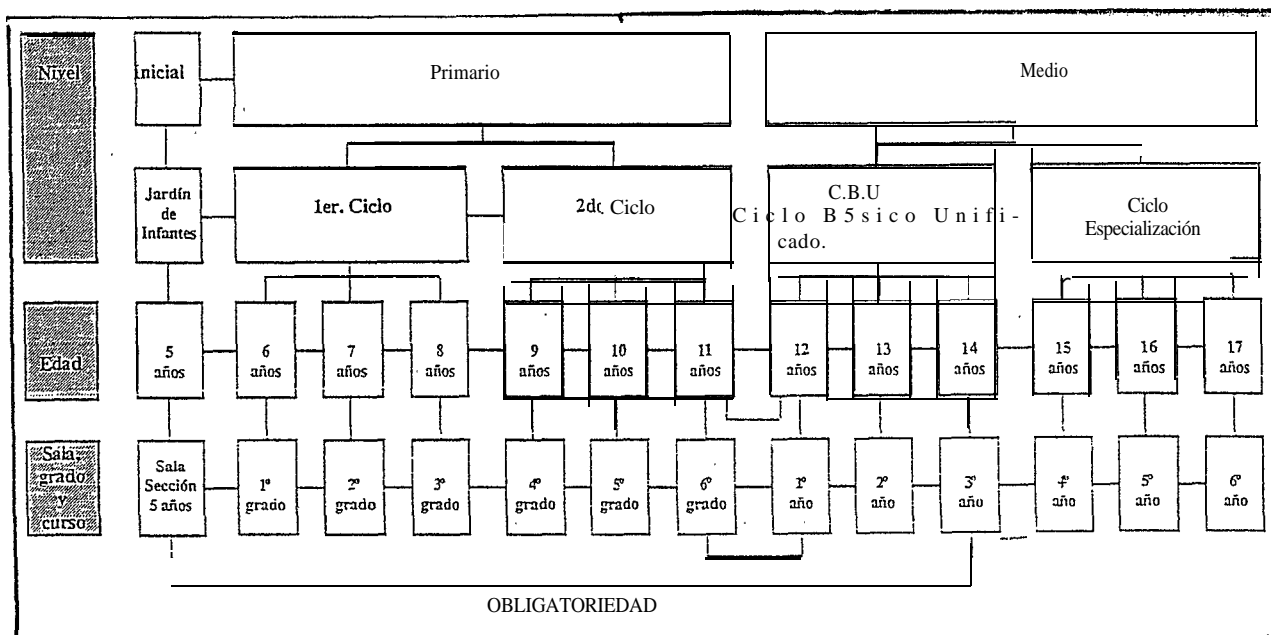 Nivel
Inicial
Primario
Medio
Jardín
de
Infantes
1er. Ciclo
2do Ciclo
C.B.U
Ciclo B5sico Unifi-
cado.
Ciclo
Especialización
Edad
5
años
6
años
7
años
8
años
9
años
10
años
11
años
12
años
13
años
14
años
15
años
16
años
17
años
Sala,
grado
y
curso
Sala
Sección
5 años
1º
grado
2º
grado
3º
grado
4º
grado
5º
grado
6º
grado
1º
año
2º
año
3º
año
4º
año
5º
año
6º
año
OBLIGATORIEDAD